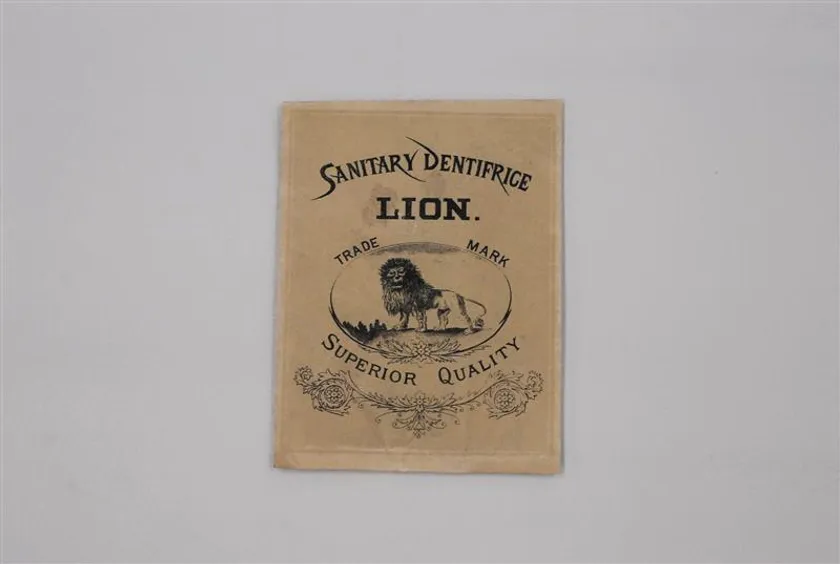 SANITARY DENTIFRICE
LION.
TRADE MARK
SUPERIOR QUALITY